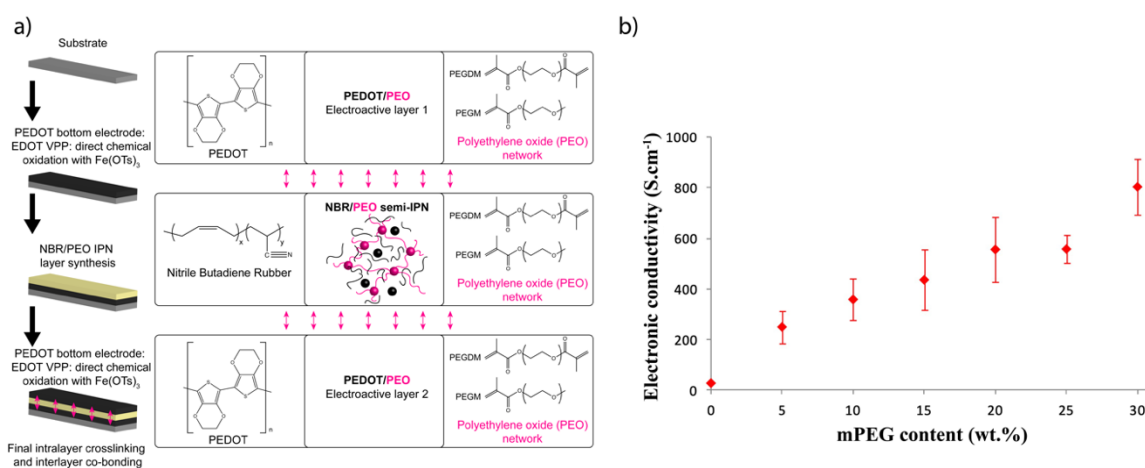 a)
Substrate
PEDOT bottom electrode:
EDOT VPP: direct chemical
oxidation with Fe(OTs)₃
NBR/PEO IPN
layer synthesis
PEDOT bottom electrode:
EDOT VPP: direct chemical
oxidation with Fe(OTs)₃
Final intralayer crosslinking
and interlayer co-bonding
S
O
O
O
O
S
n
PEDOT
PEDOT/PEO
Electroactive layer 1
PEGDM
O
O
O
O
PEGM
O
O
O
Polyethylene oxide (PEO)
network
x
y
C
N
Nitrile Butadiene Rubber
NBR/PEO semi-IPN
PEGDM
O
O
O
O
PEGM
O
O
O
Polyethylene oxide (PEO)
network
S
O
O
O
O
S
n
PEDOT
PEDOT/PEO
Electroactive layer 2
PEGDM
O
O
O
O
PEGM
O
O
O
Polyethylene oxide (PEO)
network
b)
Electronic conductivity (S.cm⁻¹)
1000
800
600
400
200
0
0 5 10 15 20 25 30
mPEG content (wt.%)